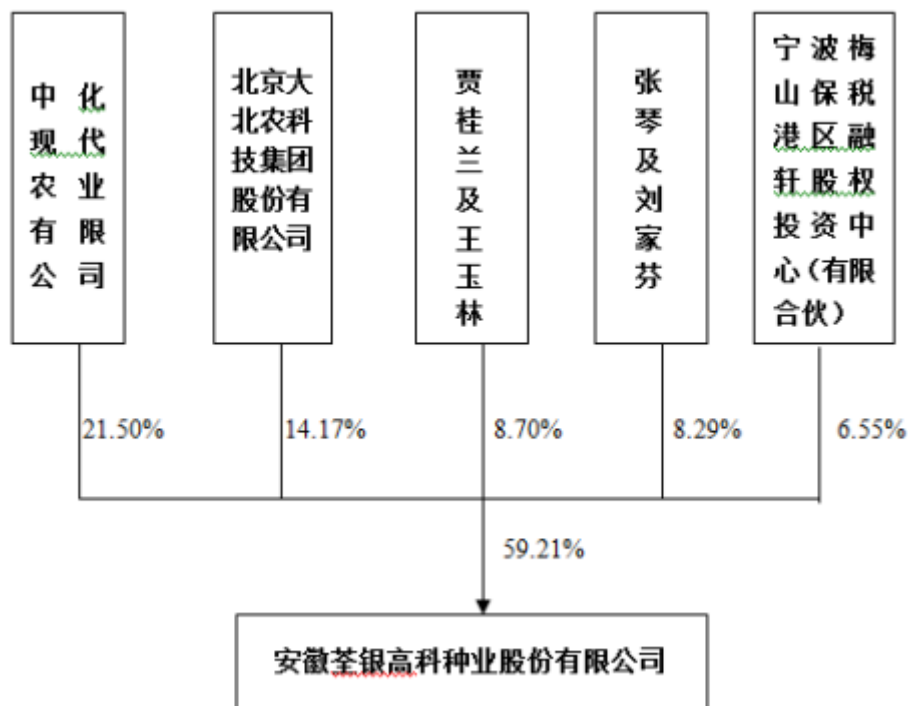 中化
现代
农业
有限
公司
北京大
北农科
技集团
股份有
限公司
贾
桂
兰
及
王
玉
林
张
琴
及
刘
家
芬
宁波梅
山保税
港区融
轩股权
投资中
心（有限
合伙）
21.50%
14.17%
8.70%
8.29%
6.55%
59.21%
安徽荃银高科种业股份有限公司